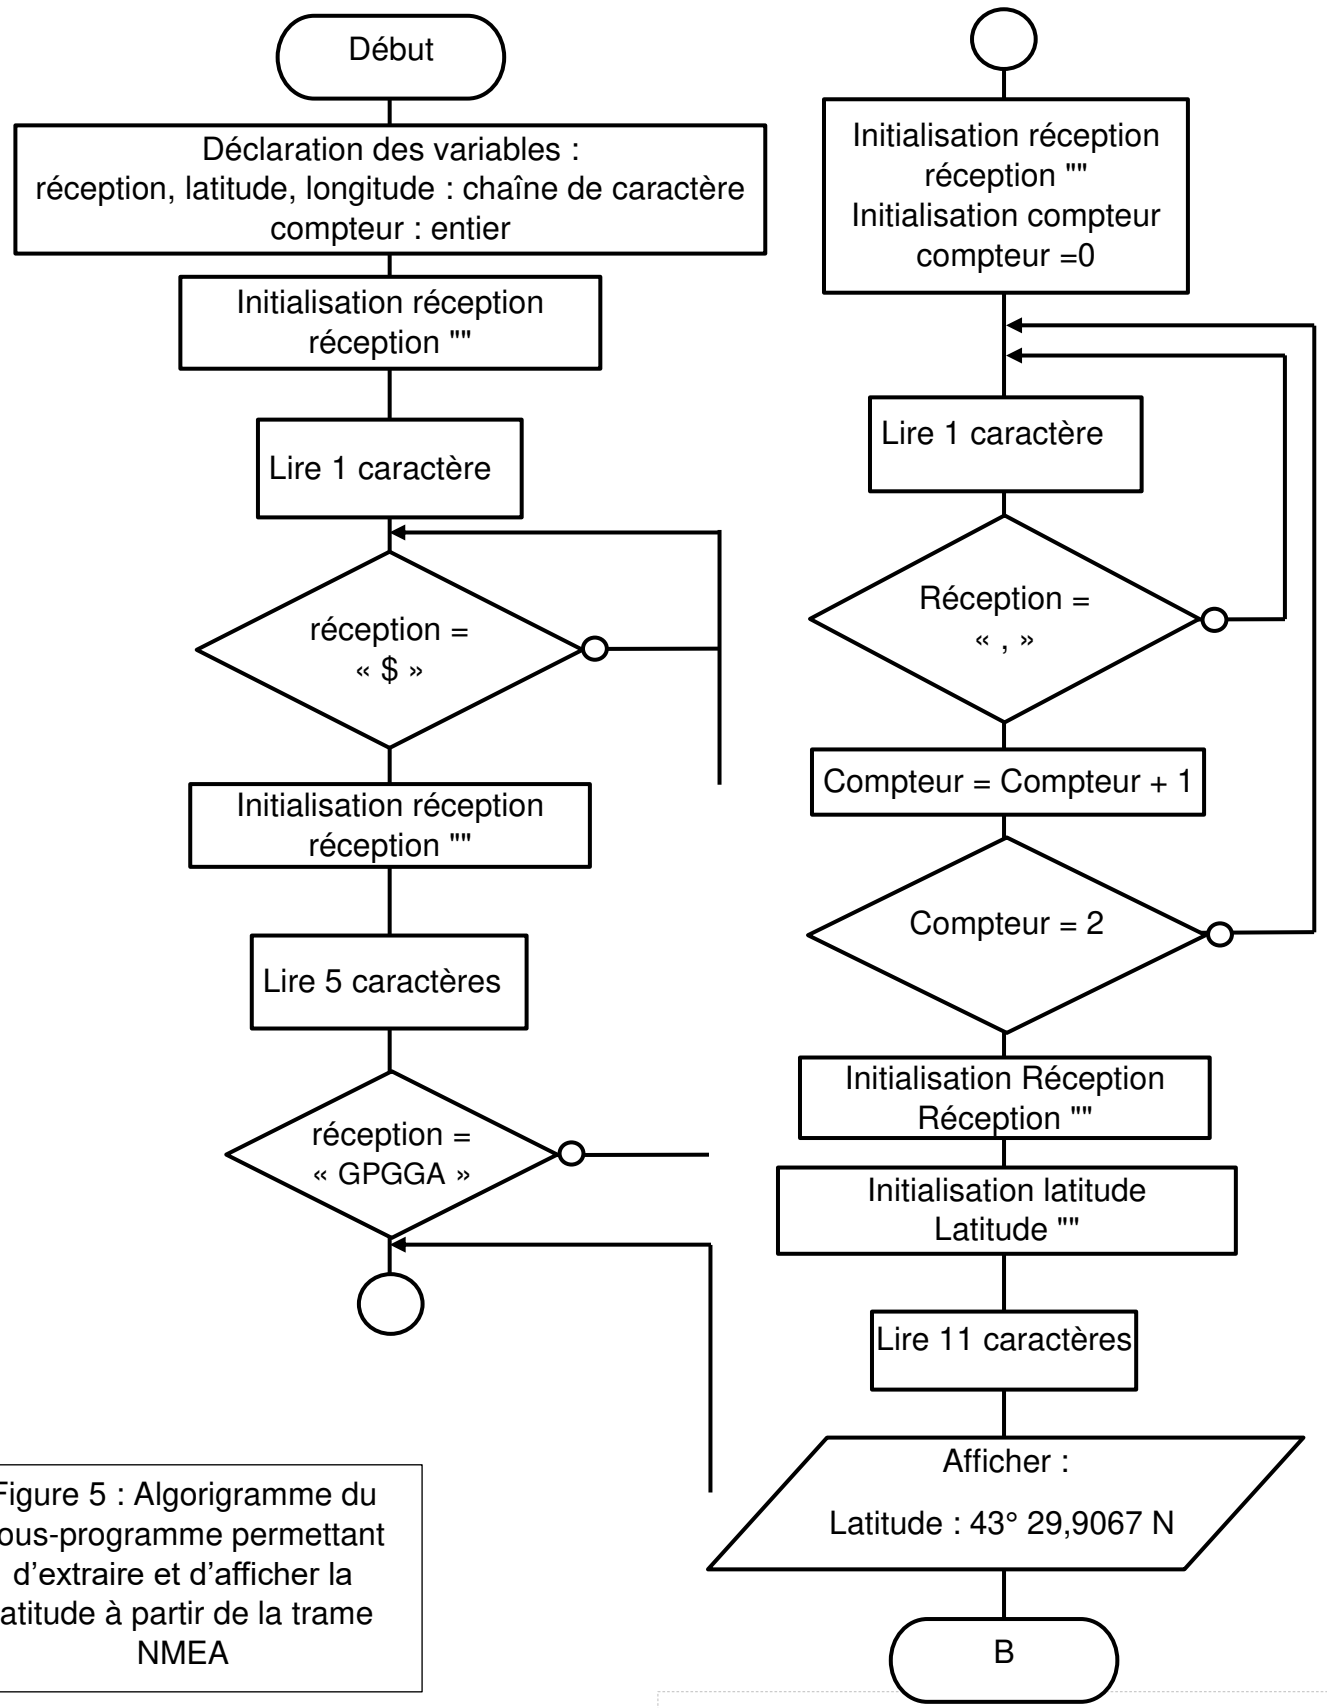 Début
Déclaration des variables :
réception, latitude, longitude : chaîne de caractère
compteur : entier
Initialisation réception
réception ""
Lire 1 caractère
réception =
« $ »
Initialisation réception
réception ""
Lire 5 caractères
réception =
« GPGGA »
Initialisation réception
réception ""
Initialisation compteur
compteur =0
Lire 1 caractère
Réception =
« , »
Compteur = Compteur + 1
Compteur = 2
Initialisation Réception
Réception ""
Initialisation latitude
Latitude ""
Lire 11 caractères
Afficher :
Latitude : 43° 29,9067 N
B
Figure 5 : Algorigramme du
ous-programme permettant
d'extraire et d'afficher la
atitude à partir de la trame
NMEA